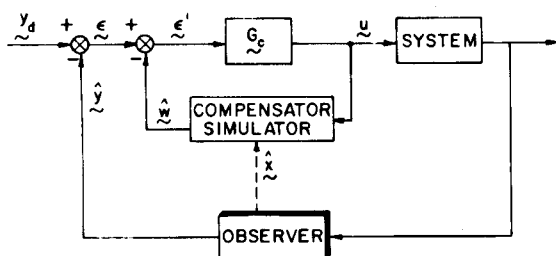 y_d + − ε + − ε' G_c u SYSTEM
ŷ ŵ COMPENSATOR
SIMULATOR
x̂
OBSERVER